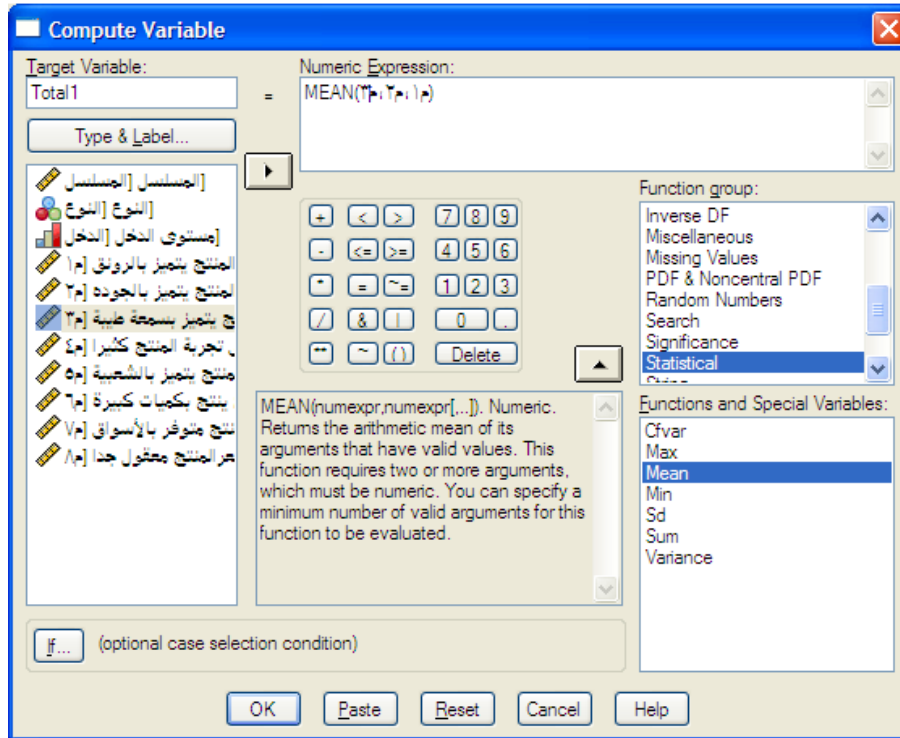 Compute Variable
Target Variable:
Total1
=
Numeric Expression:
MEAN(م١،م٢،م٣)
Type & Label...
المسلسل [المسلسل]
النوع [النوع]
مستوى الدخل [الدخل]
المنتج يتميز بالرونق [م١
لمنتج يتميز بالجوده [م٢
ج يتميز بسمعة طيبة [م٣
ل تجربة المنتج كثيرا [م٤
منتج يتميز بالشعبية [م٥
ينتج بكميات كبيرة [م٦
نتج متوفر بالأسواق [م٧
عر المنتج معقول جدا [م٨
+ < > 7 8 9
- <= >= 4 5 6
* = ~= 1 2 3
/ & | 0 .
** ~ () Delete
Function group:
Inverse DF
Miscellaneous
Missing Values
PDF & Noncentral PDF
Random Numbers
Search
Significance
Statistical
String
MEAN(numexpr,numexpr[,..]). Numeric.
Returns the arithmetic mean of its
arguments that have valid values. This
function requires two or more arguments,
which must be numeric. You can specify a
minimum number of valid arguments for this
function to be evaluated.
Functions and Special Variables:
Cfvar
Max
Mean
Min
Sd
Sum
Variance
If...
(optional case selection condition)
OK
Paste
Reset
Cancel
Help